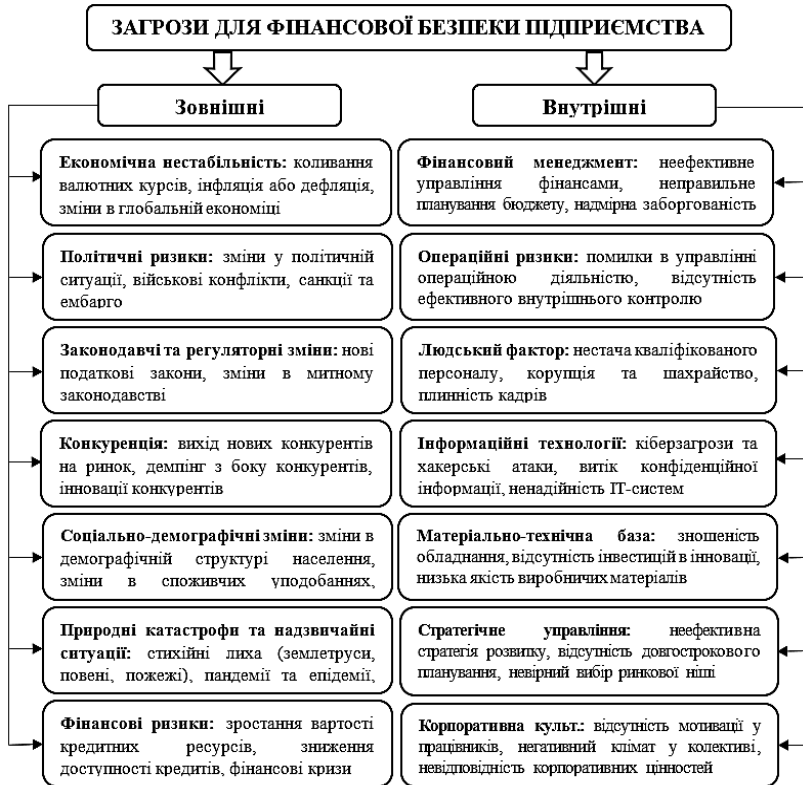 ЗАГРОЗИ ДЛЯ ФІНАНСОВОЇ БЕЗПЕКИ ПІДПРИЄМСТВА
Зовнішні
Економічна нестабільність: коливання
валютних курсів, інфляція або дефляція,
зміни в глобальній економіці
Політичні ризики: зміни у політичній
ситуації, військові конфлікти, санкції та
ембарго
Законодавчі та регуляторні зміни: нові
податкові закони, зміни в митному
законодавстві
Конкуренція: вихід нових конкурентів
на ринок, демпінг з боку конкурентів,
інновації конкурентів
Соціально-демографічні зміни: зміни в
демографічній структурі населення,
зміни в споживчих уподобаннях,
Природні катастрофи та надзвичайні
ситуації: стихійні лиха (землетруси,
повені, пожежі), пандемії та епідемії,
Фінансові ризики: зростання вартості
кредитних ресурсів, зниження
доступності кредитів, фінансові кризи
Внутрішні
Фінансовий менеджмент: неефективне
управління фінансами, неправильне
планування бюджету, надмірна заборгованість
Операційні ризики: помилки в управлінні
операційною діяльністю, відсутність
ефективного внутрішнього контролю
Людський фактор: нестача кваліфікованого
персоналу, корупція та шахрайство,
плинність кадрів
Інформаційні технології: кіберзагрози та
хакерські атаки, витік конфіденційної
інформації, ненадійність ІТ-систем
Матеріально-технічна база: зношеність
обладнання, відсутність інвестицій в інновації,
низька якість виробничих матеріалів
Стратегічне управління: неефективна
стратегія розвитку, відсутність довгострокового
планування, невірний вибір ринкової ніші
Корпоративна культ.: відсутність мотивації у
працівників, негативний клімат у колективі,
невідповідність корпоративних цінностей